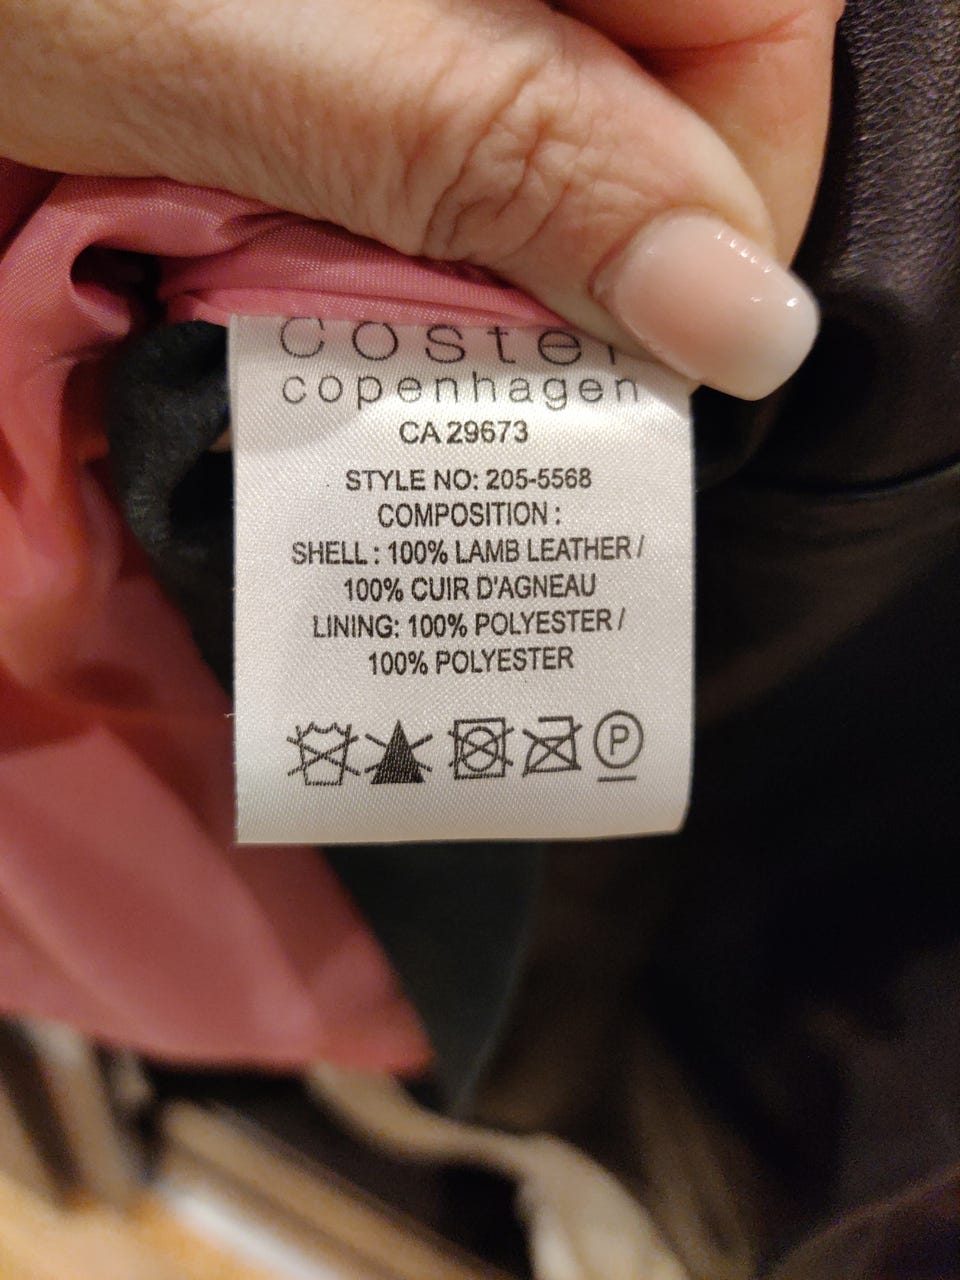 Coster
copenhagen
CA 29673
STYLE NO: 205-5568
COMPOSITION :
SHELL : 100% LAMB LEATHER /
100% CUIR D'AGNEAU
LINING: 100% POLYESTER /
100% POLYESTER
P